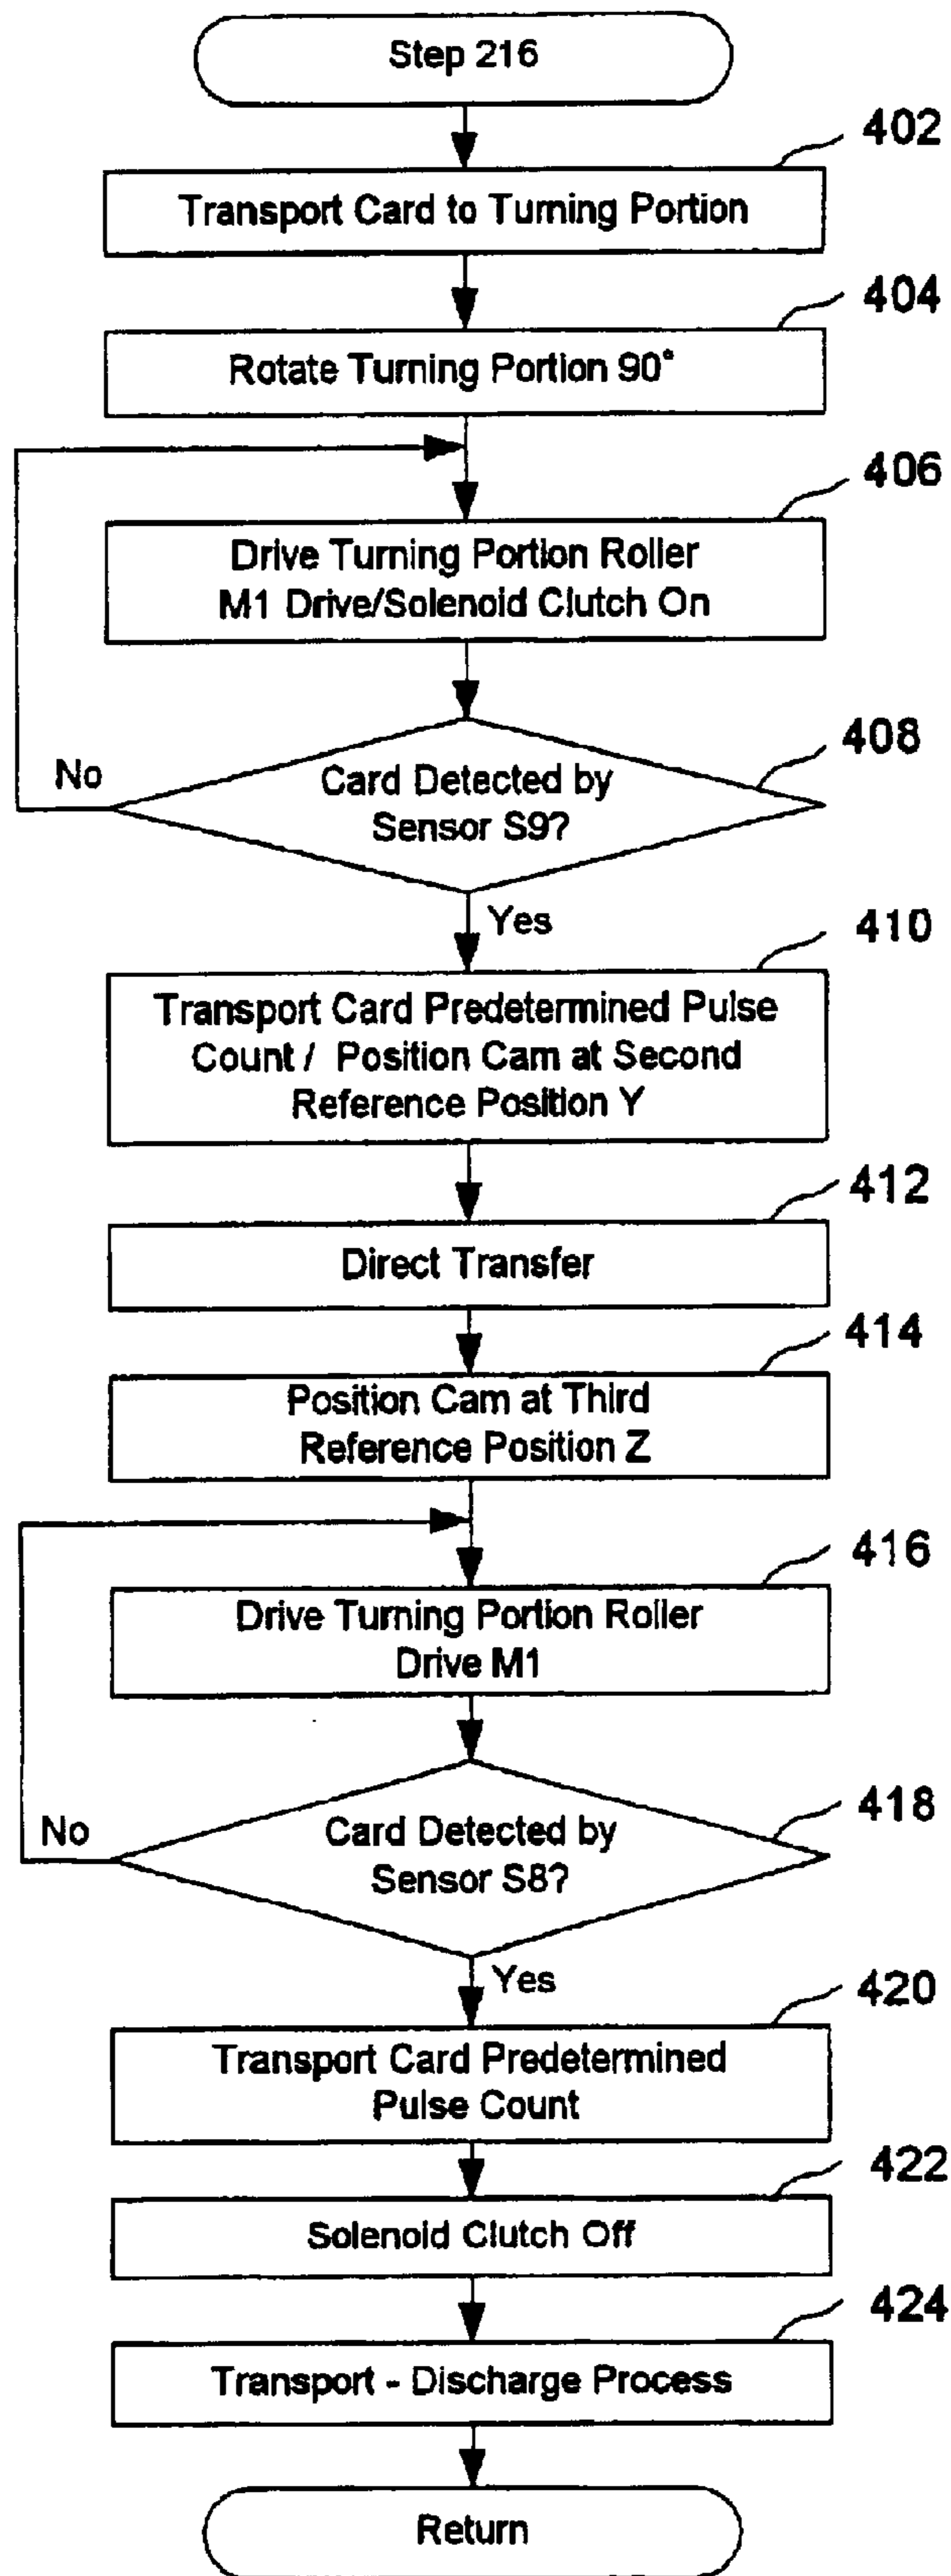 Step 216
402
Transport Card to Turning Portion
404
Rotate Turning Portion 90°
406
Drive Turning Portion Roller
M1 Drive/Solenoid Clutch On
408
No
Card Detected by
Sensor S9?
Yes
410
Transport Card Predetermined Pulse
Count / Position Cam at Second
Reference Position Y
412
Direct Transfer
414
Position Cam at Third
Reference Position Z
416
Drive Turning Portion Roller
Drive M1
418
No
Card Detected by
Sensor S8?
Yes
420
Transport Card Predetermined
Pulse Count
422
Solenoid Clutch Off
424
Transport - Discharge Process
Return